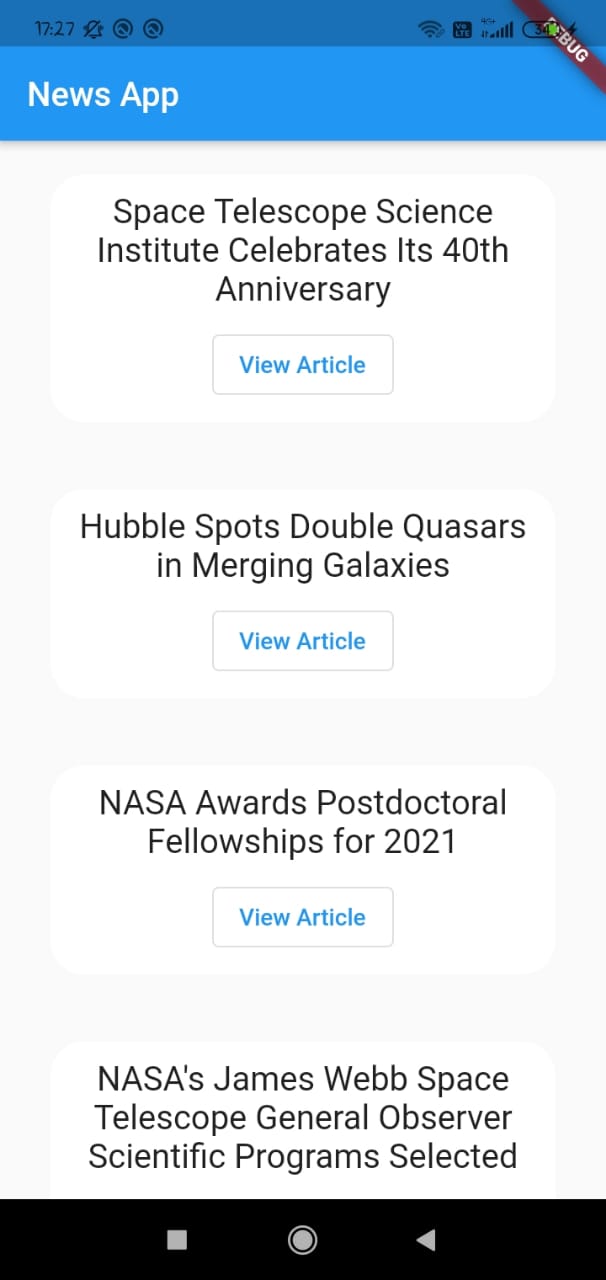 17:27
VO
LTE
4G+
34
DEBUG
News App
Space Telescope Science
Institute Celebrates Its 40th
Anniversary
View Article
Hubble Spots Double Quasars
in Merging Galaxies
View Article
NASA Awards Postdoctoral
Fellowships for 2021
View Article
NASA's James Webb Space
Telescope General Observer
Scientific Programs Selected